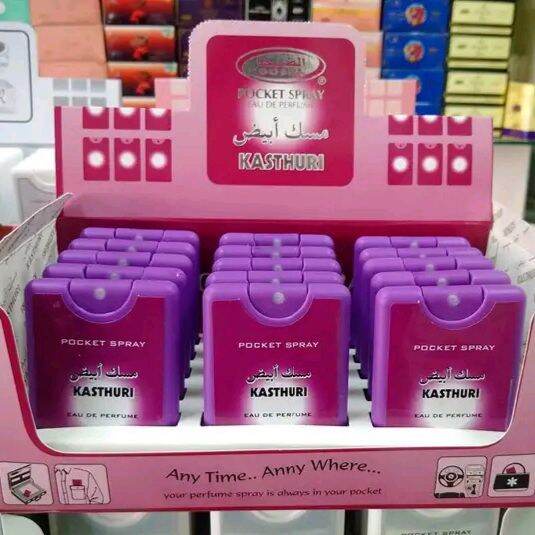 ®
POCKET SPRAY
EAU DE PERFUME
مسك أبيض
KASTHURI
POCKET SPRAY
مسك أبيض
KASTHURI
EAU DE PERFUME
POCKET SPRAY
مسك أبيض
KASTHURI
EAU DE PERFUME
POCKET SPRAY
مسك أبيض
KASTHURI
EAU DE PERFUME
Any Time.. Anny Where...
your perfume spray is always in your pocket
POCKET SPRAY